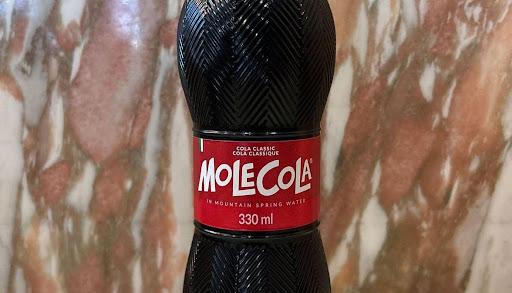 COLA CLASSIC
COLA CLASSIQUE
MOLECOLA®
IN MOUNTAIN SPRING WATER
330 ml